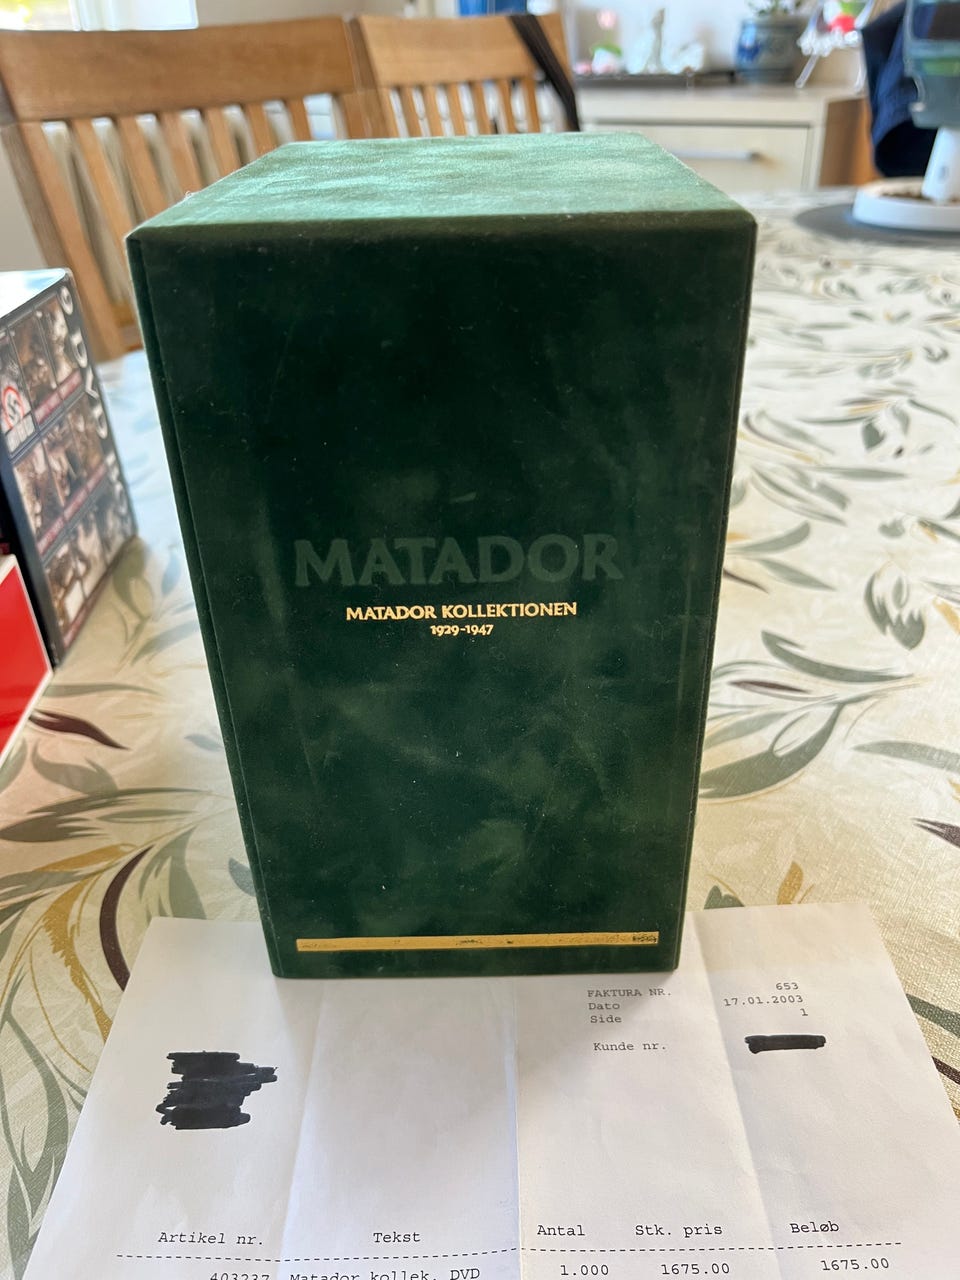 MATADOR
MATADOR KOLLEKTIONEN
1929-1947
FAKTURA NR. 653
Dato 17.01.2003
Side 1
Kunde nr.
Artikel nr. Tekst Antal Stk. pris Beløb
403237 Matador kollek. DVD 1.000 1675.00 1675.00